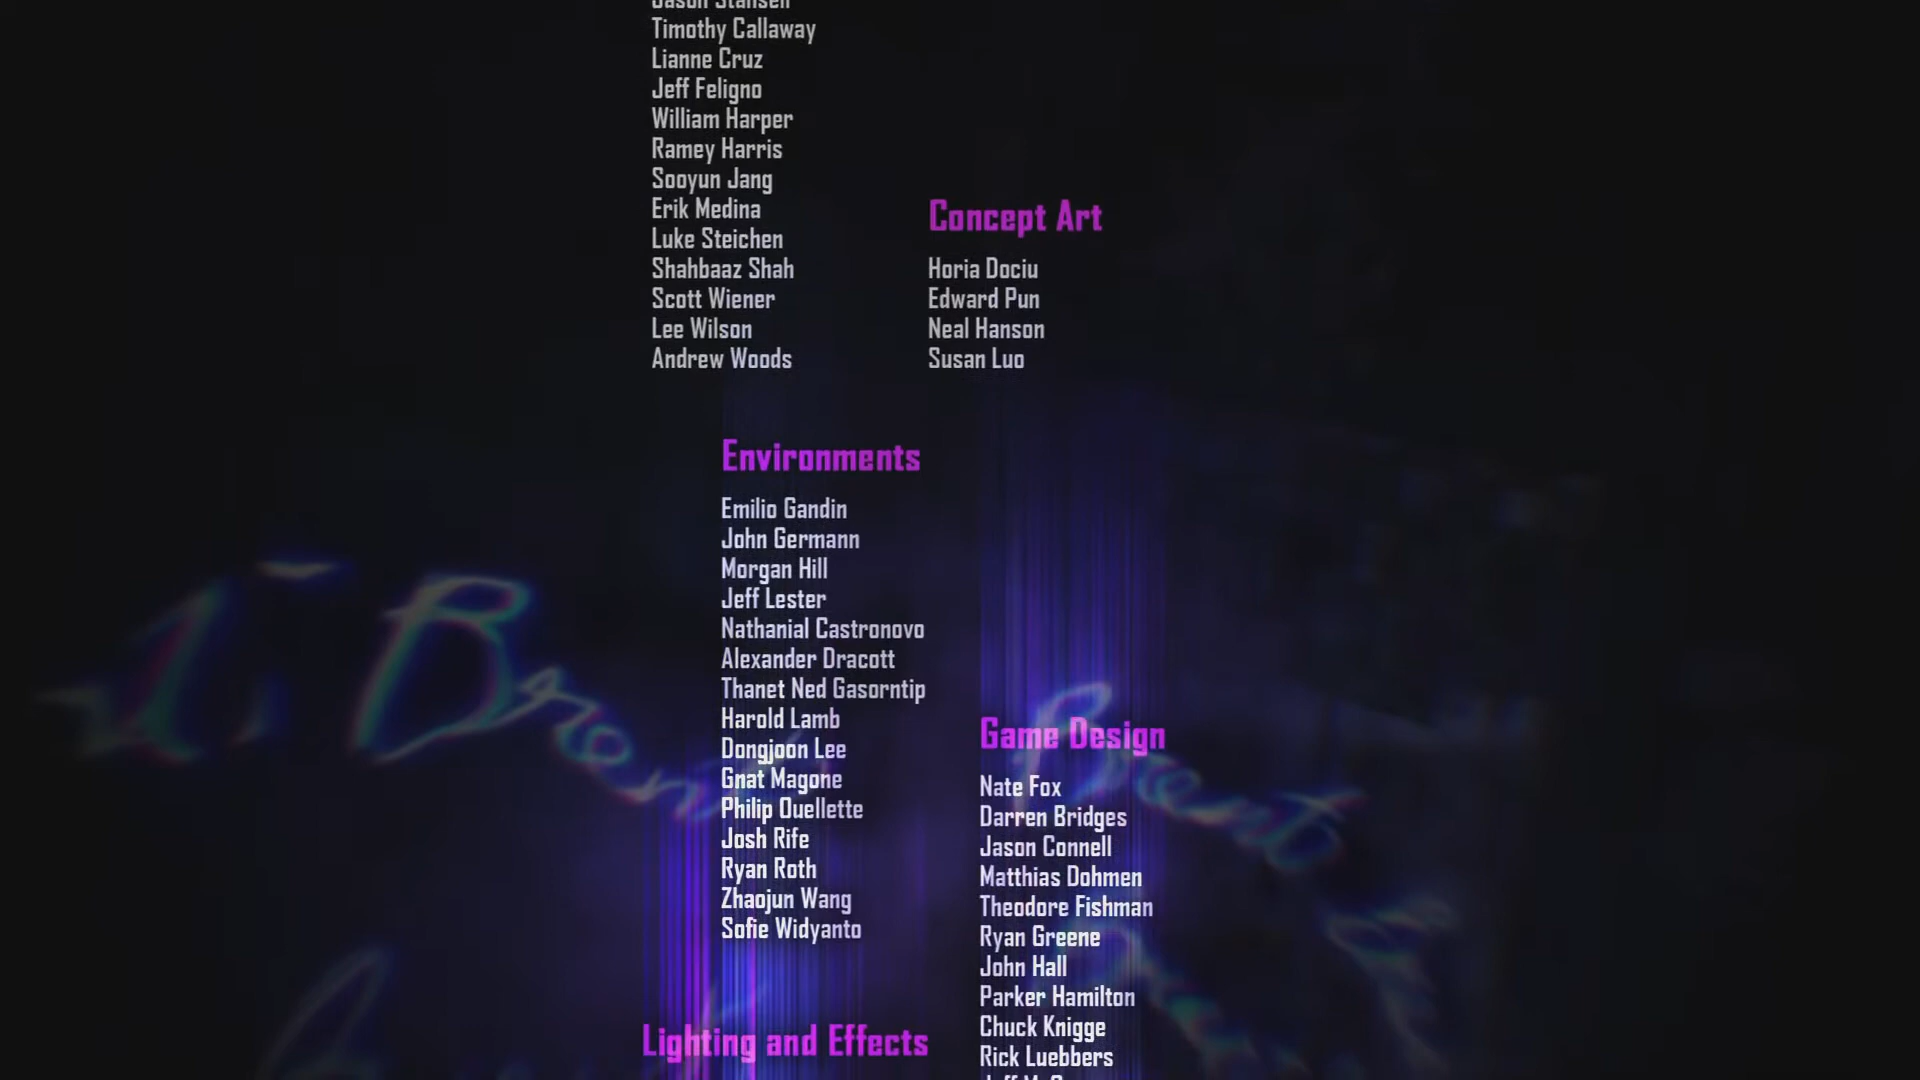 Timothy Callaway
Lianne Cruz
Jeff Feligno
William Harper
Ramey Harris
Sooyun Jang
Erik Medina
Luke Steichen
Shahbaaz Shah
Scott Wiener
Lee Wilson
Andrew Woods
Concept Art
Horia Dociu
Edward Pun
Neal Hanson
Susan Luo
Environments
Emilio Gandin
John Germann
Morgan Hill
Jeff Lester
Nathanial Castronovo
Alexander Dracott
Thanet Ned Gasorntip
Harold Lamb
Dongjoon Lee
Gnat Magone
Philip Ouellette
Josh Rife
Ryan Roth
Zhaojun Wang
Sofie Widyanto
Game Design
Nate Fox
Darren Bridges
Jason Connell
Matthias Dohmen
Theodore Fishman
Ryan Greene
John Hall
Parker Hamilton
Chuck Knigge
Rick Luebbers
Lighting and Effects
Brent
Brent